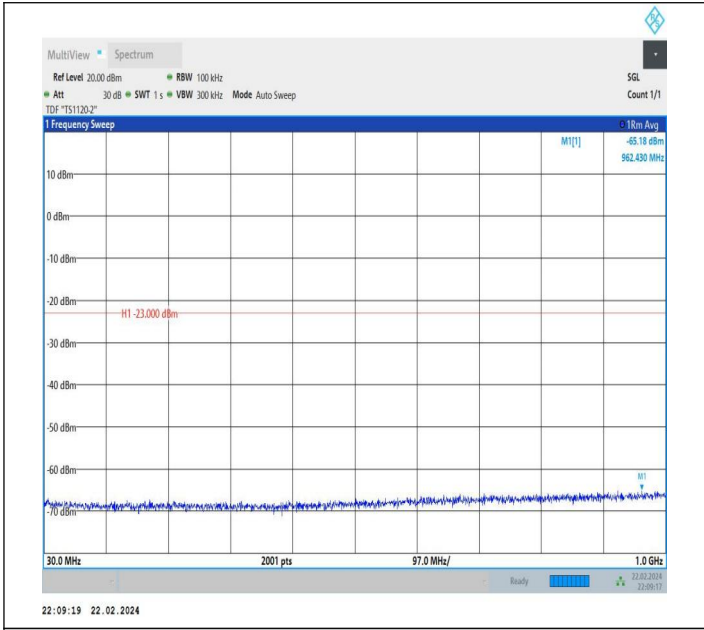 R S
MultiView Spectrum
Ref Level 20.00 dBm RBW 100 kHz SGL
Att 30 dB SWT 1 s VBW 300 kHz Mode Auto Sweep Count 1/1
TDF "TS1120-2"
1 Frequency Sweep 1Rm Avg
M1[1] -65.18 dBm
962.430 MHz
10 dBm
0 dBm
-10 dBm
-20 dBm
H1 -23.000 dBm
-30 dBm
-40 dBm
-50 dBm
-60 dBm
M1
-70 dBm
30.0 MHz 2001 pts 97.0 MHz/ 1.0 GHz
Ready 22.02.2024
22:09:17
22:09:19 22.02.2024